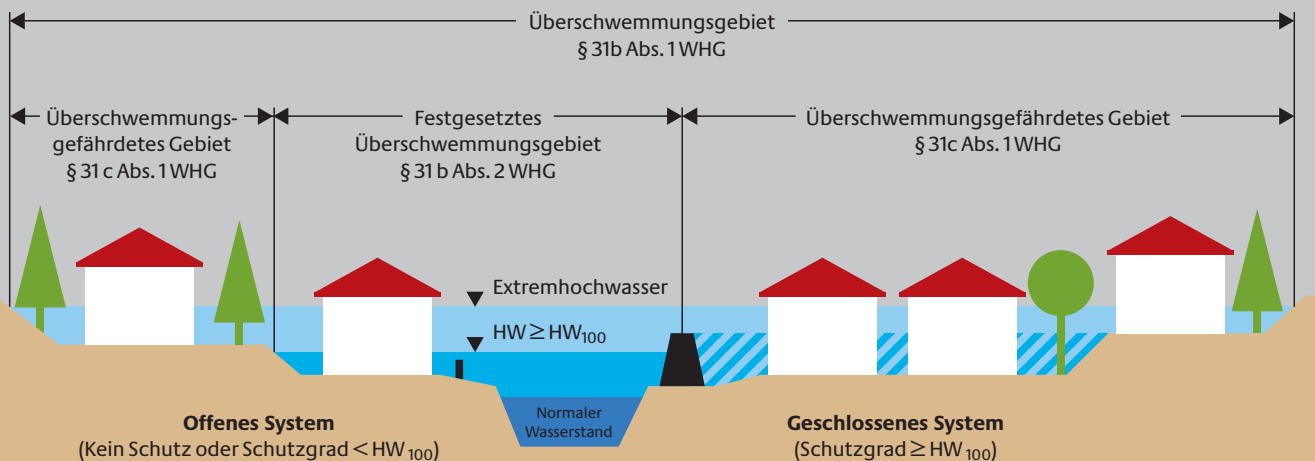 Überschwemmungsgebiet
§ 31b Abs. 1 WHG
Überschwemmungs-
gefährdetes Gebiet
§ 31 c Abs. 1 WHG
Festgesetztes
Überschwemmungsgebiet
§ 31 b Abs. 2 WHG
Überschwemmungsgefährdetes Gebiet
§ 31c Abs. 1 WHG
Extremhochwasser
HW ≥ HW100
Normaler
Wasserstand
Offenes System
(Kein Schutz oder Schutzgrad < HW100)
Geschlossenes System
(Schutzgrad ≥ HW100)